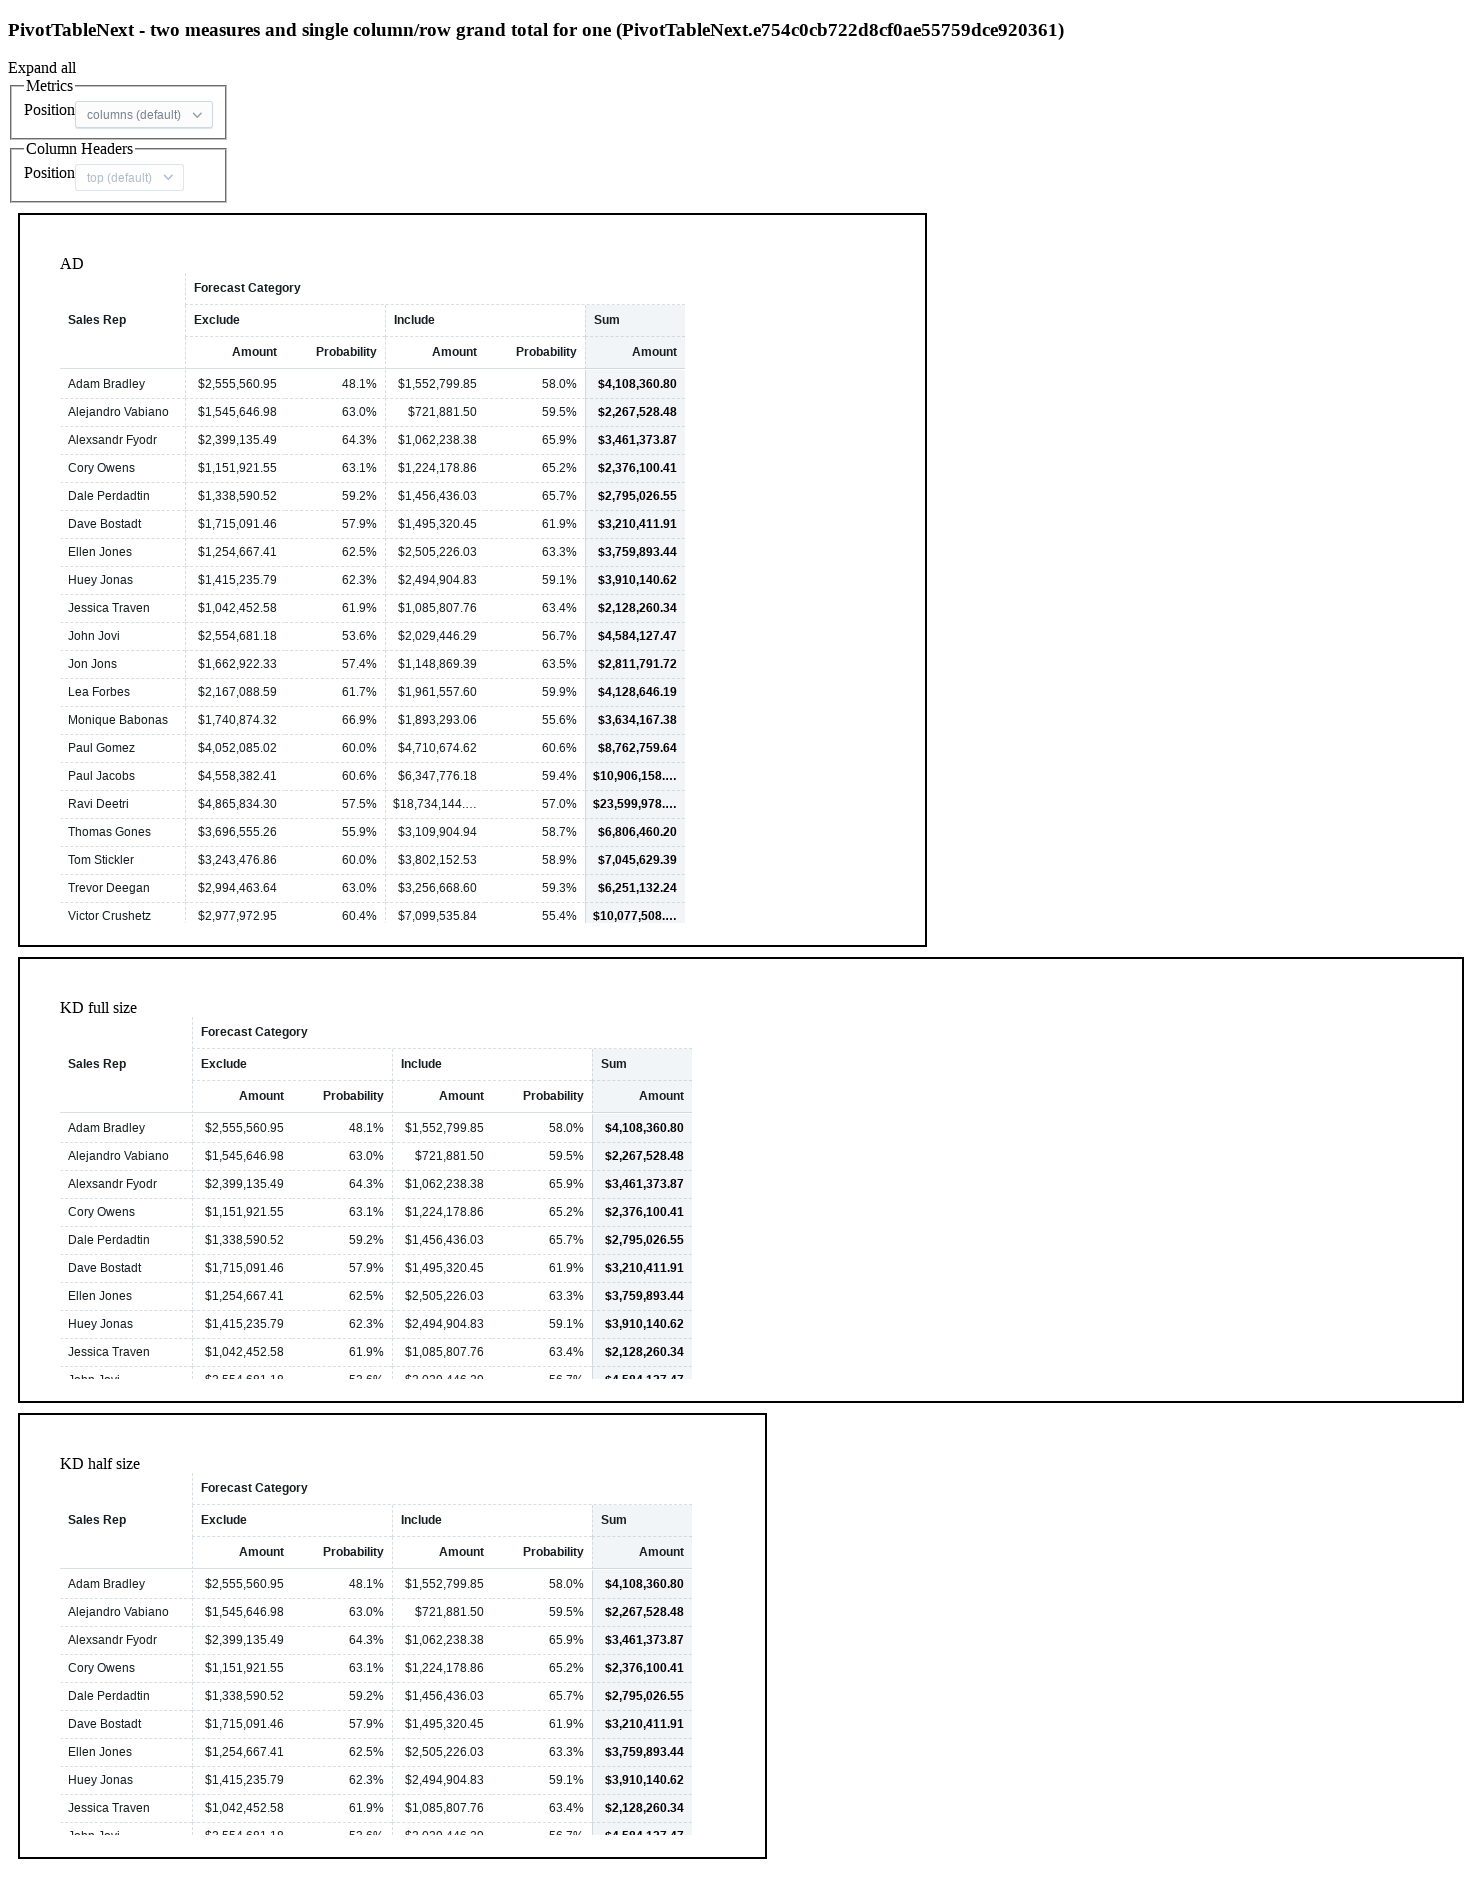 PivotTableNext - two measures and single column/row grand total for one (PivotTableNext.e754c0cb722d8cf0ae55759dce920361)
Expand all
Metrics
Position columns (default)
Column Headers
Position top (default)
AD
Forecast Category
Sales Rep Exclude Include Sum
Amount Probability Amount Probability Amount
Adam Bradley $2,555,560.95 48.1% $1,552,799.85 58.0% $4,108,360.80
Alejandro Vabiano $1,545,646.98 63.0% $721,881.50 59.5% $2,267,528.48
Alexsandr Fyodr $2,399,135.49 64.3% $1,062,238.38 65.9% $3,461,373.87
Cory Owens $1,151,921.55 63.1% $1,224,178.86 65.2% $2,376,100.41
Dale Perdadtin $1,338,590.52 59.2% $1,456,436.03 65.7% $2,795,026.55
Dave Bostadt $1,715,091.46 57.9% $1,495,320.45 61.9% $3,210,411.91
Ellen Jones $1,254,667.41 62.5% $2,505,226.03 63.3% $3,759,893.44
Huey Jonas $1,415,235.79 62.3% $2,494,904.83 59.1% $3,910,140.62
Jessica Traven $1,042,452.58 61.9% $1,085,807.76 63.4% $2,128,260.34
John Jovi $2,554,681.18 53.6% $2,029,446.29 56.7% $4,584,127.47
Jon Jons $1,662,922.33 57.4% $1,148,869.39 63.5% $2,811,791.72
Lea Forbes $2,167,088.59 61.7% $1,961,557.60 59.9% $4,128,646.19
Monique Babonas $1,740,874.32 66.9% $1,893,293.06 55.6% $3,634,167.38
Paul Gomez $4,052,085.02 60.0% $4,710,674.62 60.6% $8,762,759.64
Paul Jacobs $4,558,382.41 60.6% $6,347,776.18 59.4% $10,906,158.…
Ravi Deetri $4,865,834.30 57.5% $18,734,144.… 57.0% $23,599,978.…
Thomas Gones $3,696,555.26 55.9% $3,109,904.94 58.7% $6,806,460.20
Tom Stickler $3,243,476.86 60.0% $3,802,152.53 58.9% $7,045,629.39
Trevor Deegan $2,994,463.64 63.0% $3,256,668.60 59.3% $6,251,132.24
Victor Crushetz $2,977,972.95 60.4% $7,099,535.84 55.4% $10,077,508.…
KD full size
Forecast Category
Sales Rep Exclude Include Sum
Amount Probability Amount Probability Amount
Adam Bradley $2,555,560.95 48.1% $1,552,799.85 58.0% $4,108,360.80
Alejandro Vabiano $1,545,646.98 63.0% $721,881.50 59.5% $2,267,528.48
Alexsandr Fyodr $2,399,135.49 64.3% $1,062,238.38 65.9% $3,461,373.87
Cory Owens $1,151,921.55 63.1% $1,224,178.86 65.2% $2,376,100.41
Dale Perdadtin $1,338,590.52 59.2% $1,456,436.03 65.7% $2,795,026.55
Dave Bostadt $1,715,091.46 57.9% $1,495,320.45 61.9% $3,210,411.91
Ellen Jones $1,254,667.41 62.5% $2,505,226.03 63.3% $3,759,893.44
Huey Jonas $1,415,235.79 62.3% $2,494,904.83 59.1% $3,910,140.62
Jessica Traven $1,042,452.58 61.9% $1,085,807.76 63.4% $2,128,260.34
John Jovi $2,554,681.18 53.6% $2,029,446.29 56.7% $4,584,127.47
KD half size
Forecast Category
Sales Rep Exclude Include Sum
Amount Probability Amount Probability Amount
Adam Bradley $2,555,560.95 48.1% $1,552,799.85 58.0% $4,108,360.80
Alejandro Vabiano $1,545,646.98 63.0% $721,881.50 59.5% $2,267,528.48
Alexsandr Fyodr $2,399,135.49 64.3% $1,062,238.38 65.9% $3,461,373.87
Cory Owens $1,151,921.55 63.1% $1,224,178.86 65.2% $2,376,100.41
Dale Perdadtin $1,338,590.52 59.2% $1,456,436.03 65.7% $2,795,026.55
Dave Bostadt $1,715,091.46 57.9% $1,495,320.45 61.9% $3,210,411.91
Ellen Jones $1,254,667.41 62.5% $2,505,226.03 63.3% $3,759,893.44
Huey Jonas $1,415,235.79 62.3% $2,494,904.83 59.1% $3,910,140.62
Jessica Traven $1,042,452.58 61.9% $1,085,807.76 63.4% $2,128,260.34
John Jovi $2,554,681.18 53.6% $2,029,446.29 56.7% $4,584,127.47